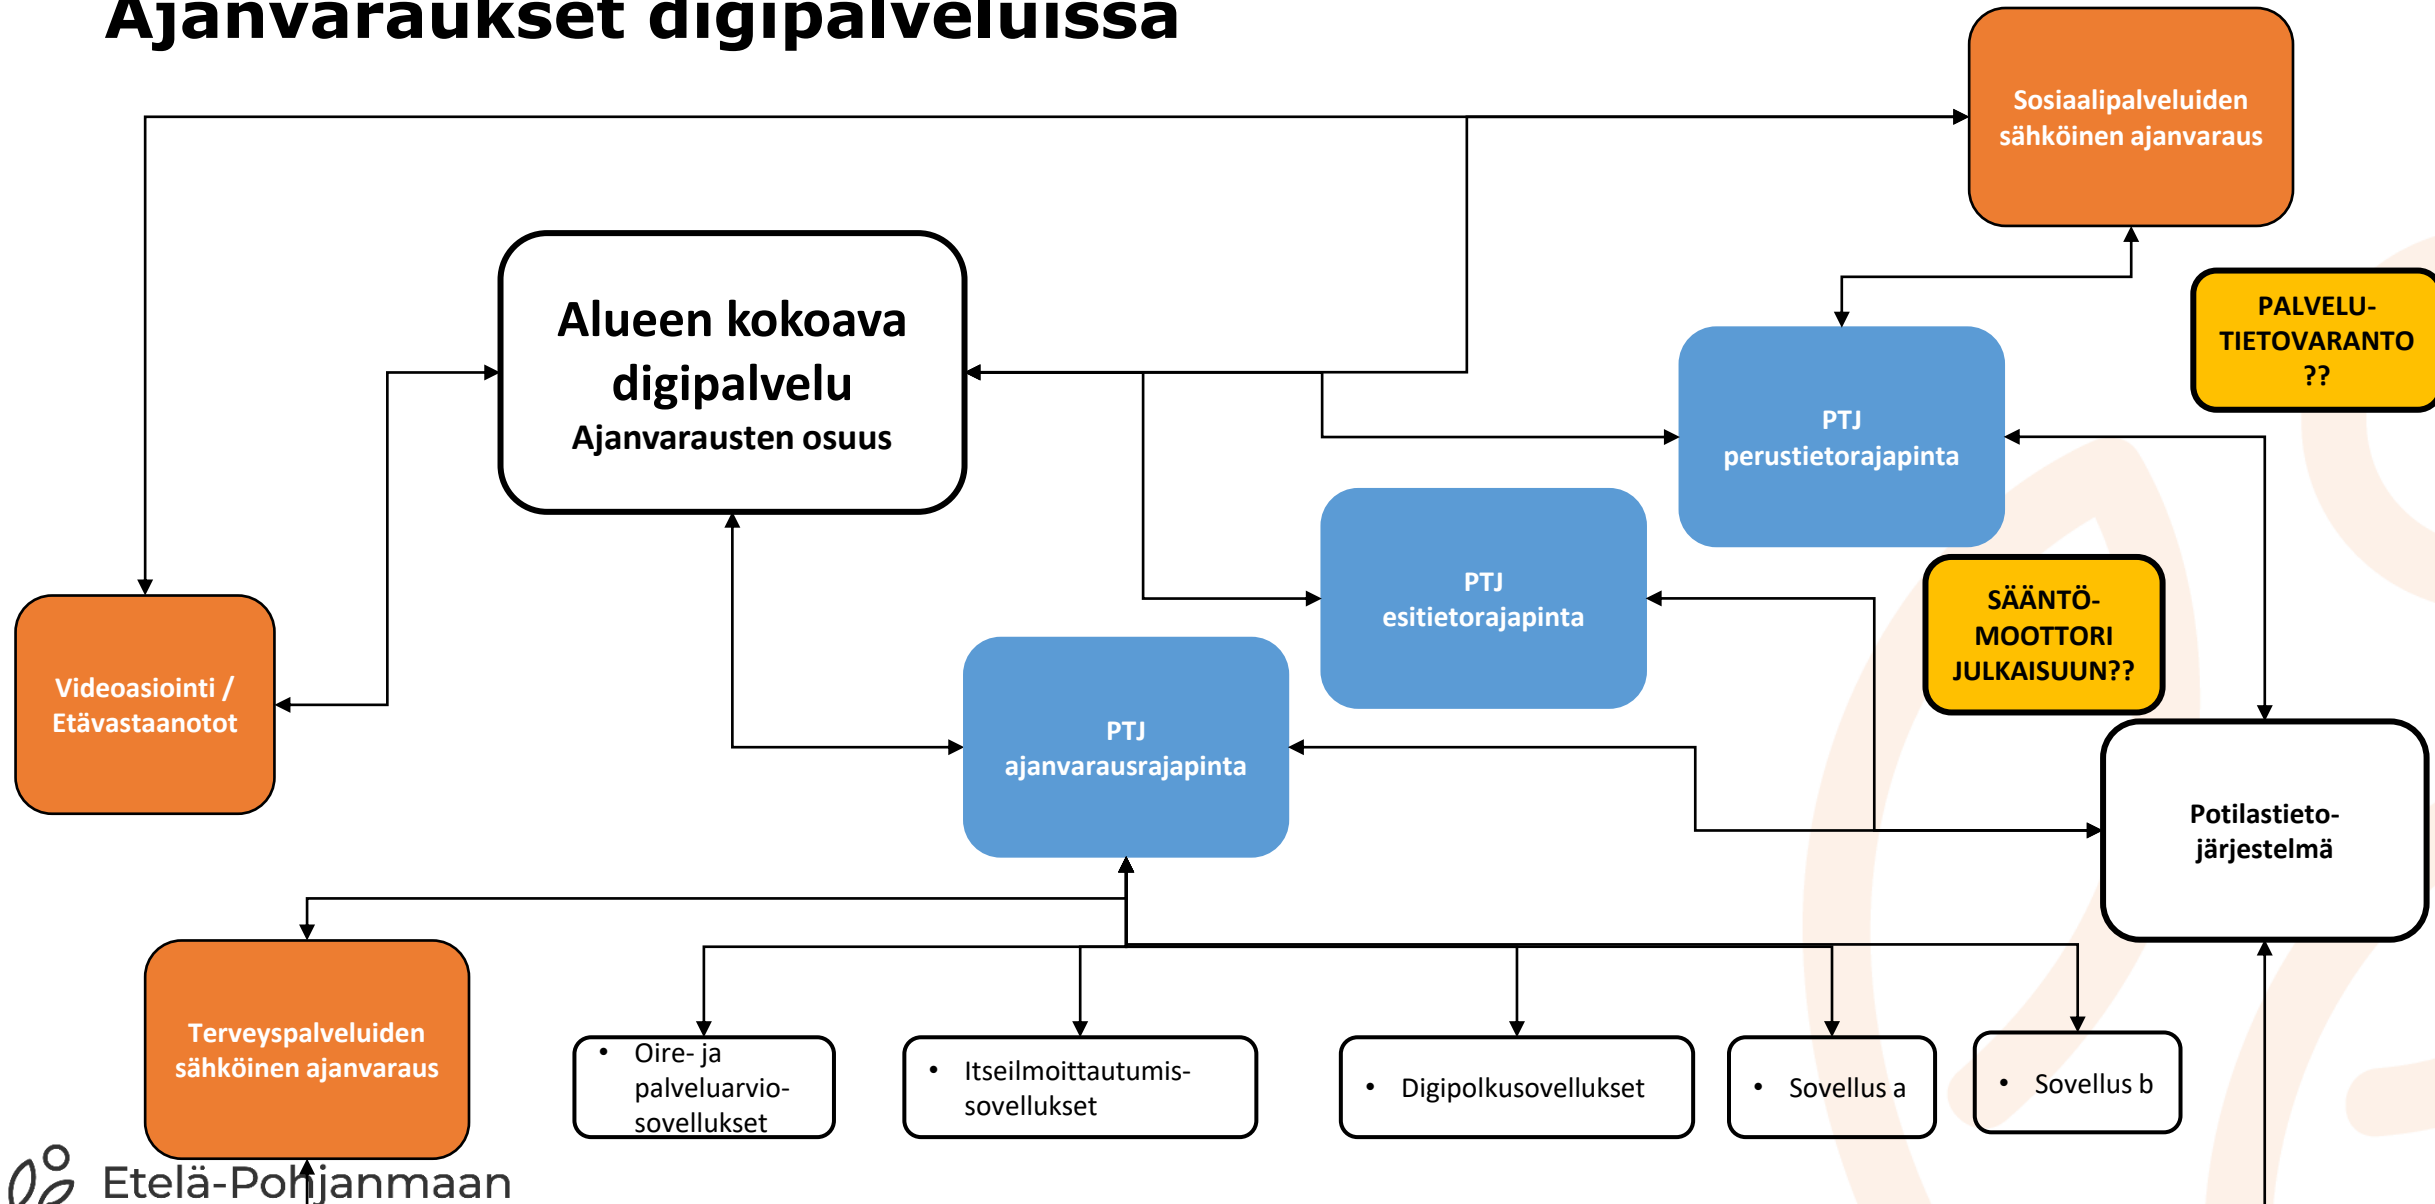 Ajanvaraukset digipalveluissa
Sosiaalipalveluiden
sähköinen ajanvaraus
Alueen kokoava
digipalvelu
Ajanvarausten osuus
PALVELU-
TIETOVARANTO
??
PTJ
perustietorajapinta
PTJ
esitietorajapinta
SÄÄNTÖ-
MOOTTORI
JULKAISUUN??
Videoasiointi /
Etävastaanotot
PTJ
ajanvarausrajapinta
Potilastieto-
järjestelmä
Terveyspalveluiden
sähköinen ajanvaraus
• Oire- ja
palveluarvio-
sovellukset
• Itseilmoittautumis-
sovellukset
• Digipolkusovellukset
• Sovellus a
• Sovellus b
Etelä-Pohjanmaan